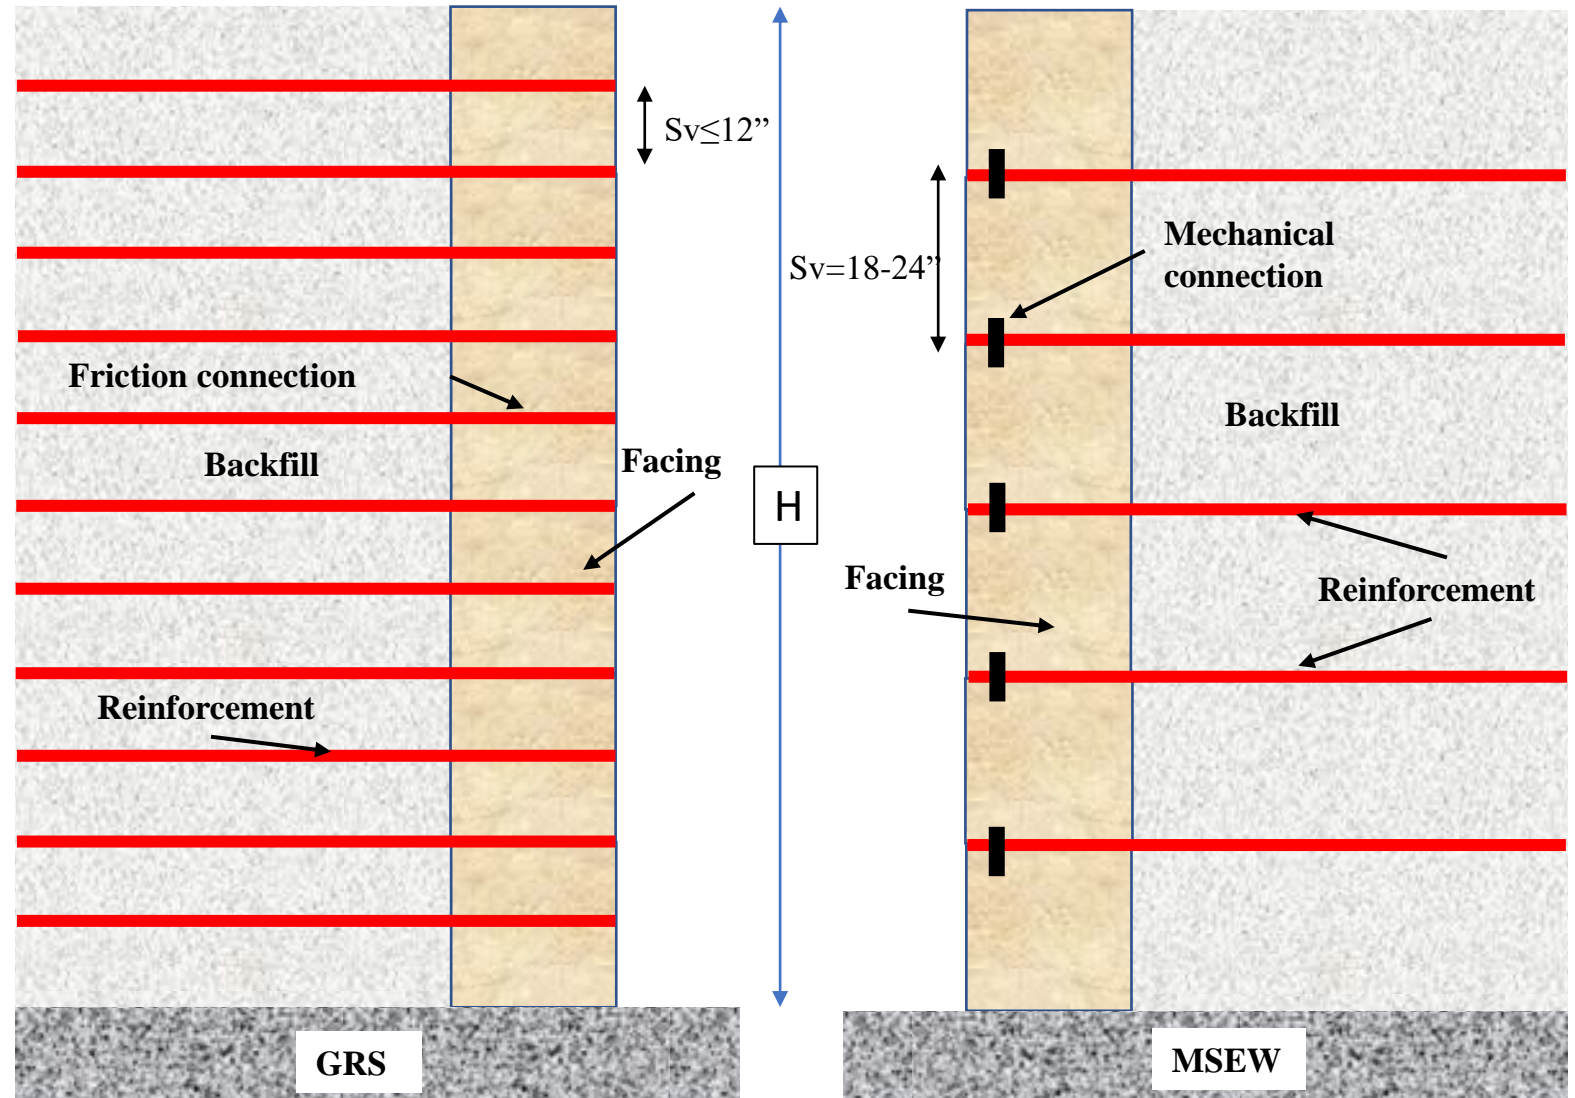 Sv≤12”
Friction connection
Backfill
Facing
Reinforcement
GRS
H
Sv=18-24”
Mechanical
connection
Backfill
Facing
Reinforcement
MSEW